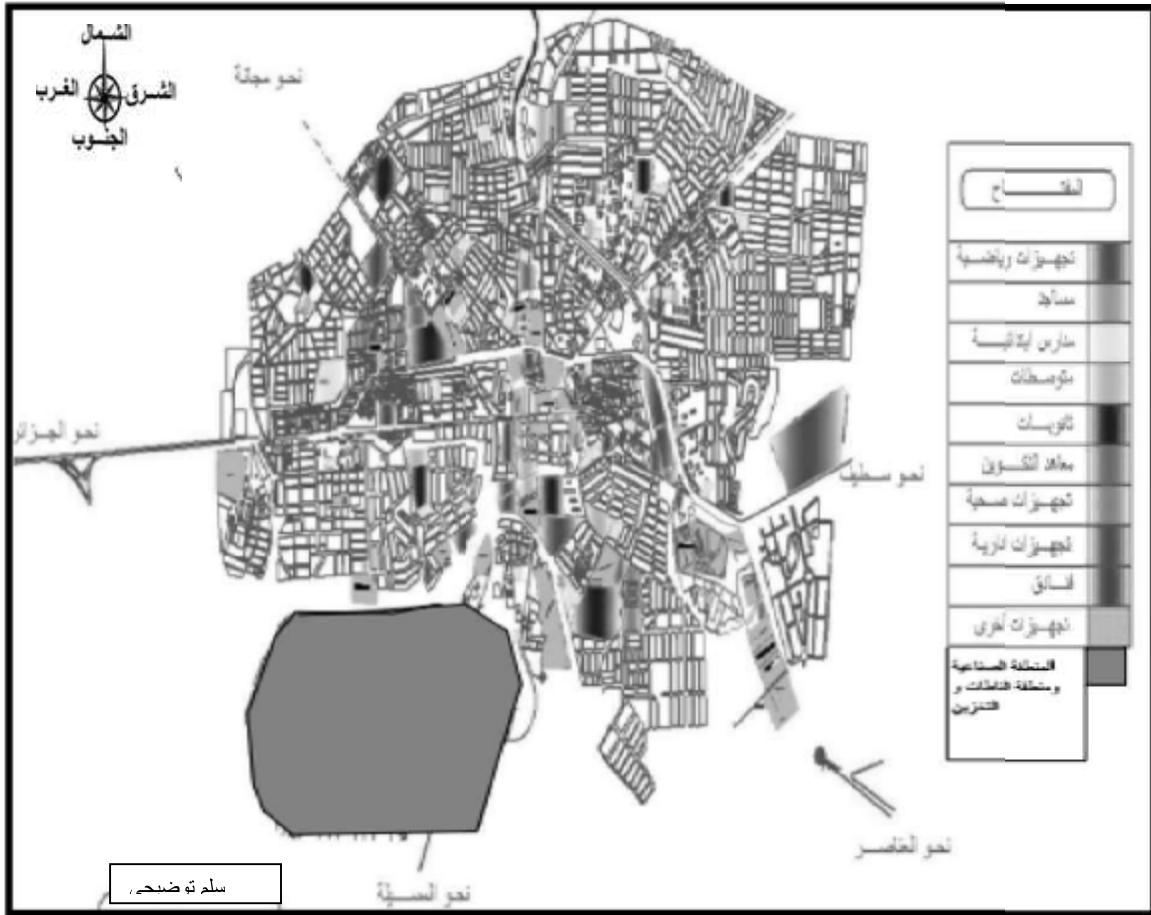 الشمال
الغرب
الشرق
الجنوب
نحو مجانة
نحو الجزائر
نحو سطيف
نحو العناصر
نحو المسيلة
سلم توضيحي
المفتاح
تجهيزات رياضية
مساجد
مدارس ابتدائية
متوسطات
ثانويات
معاهد التكوين
تجهيزات صحية
تجهيزات ادارية
فنادق
تجهيزات أخرى
المنطقة الصناعية
ومنطقة النشاطات و
التخزين